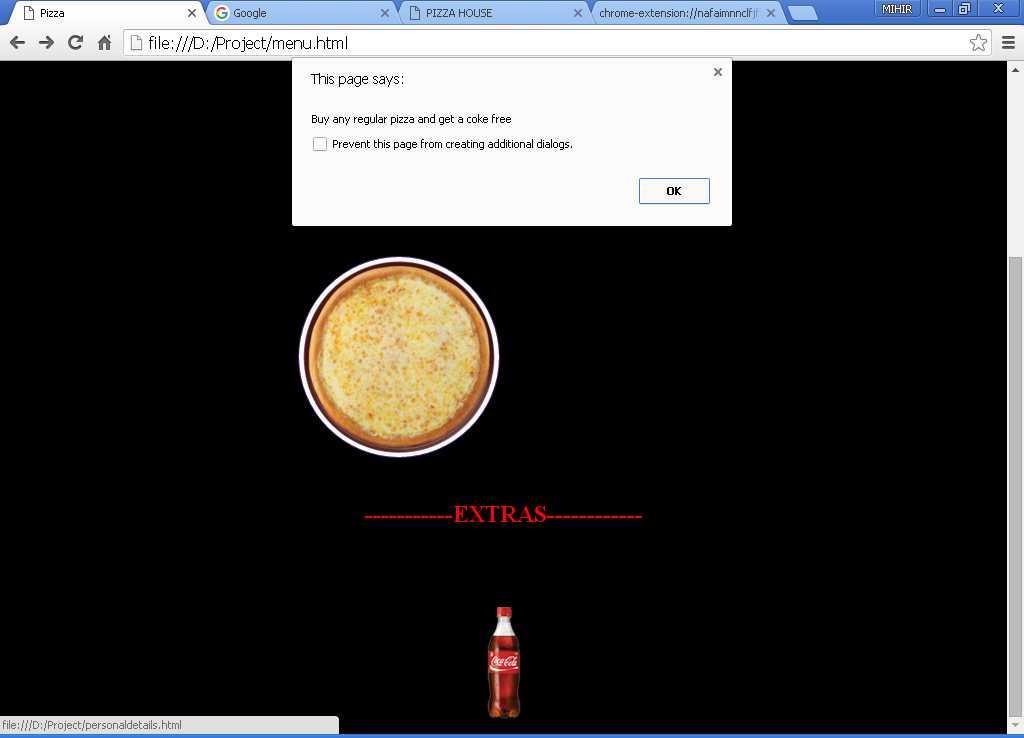 Pizza
Google
PIZZA HOUSE
chrome-extension://nafaimnnclfjf
MIHIR
file:///D:/Project/menu.html
This page says:
Buy any regular pizza and get a coke free
Prevent this page from creating additional dialogs.
OK
-----------EXTRAS------------
Coca-Cola
file:///D:/Project/personaldetails.html